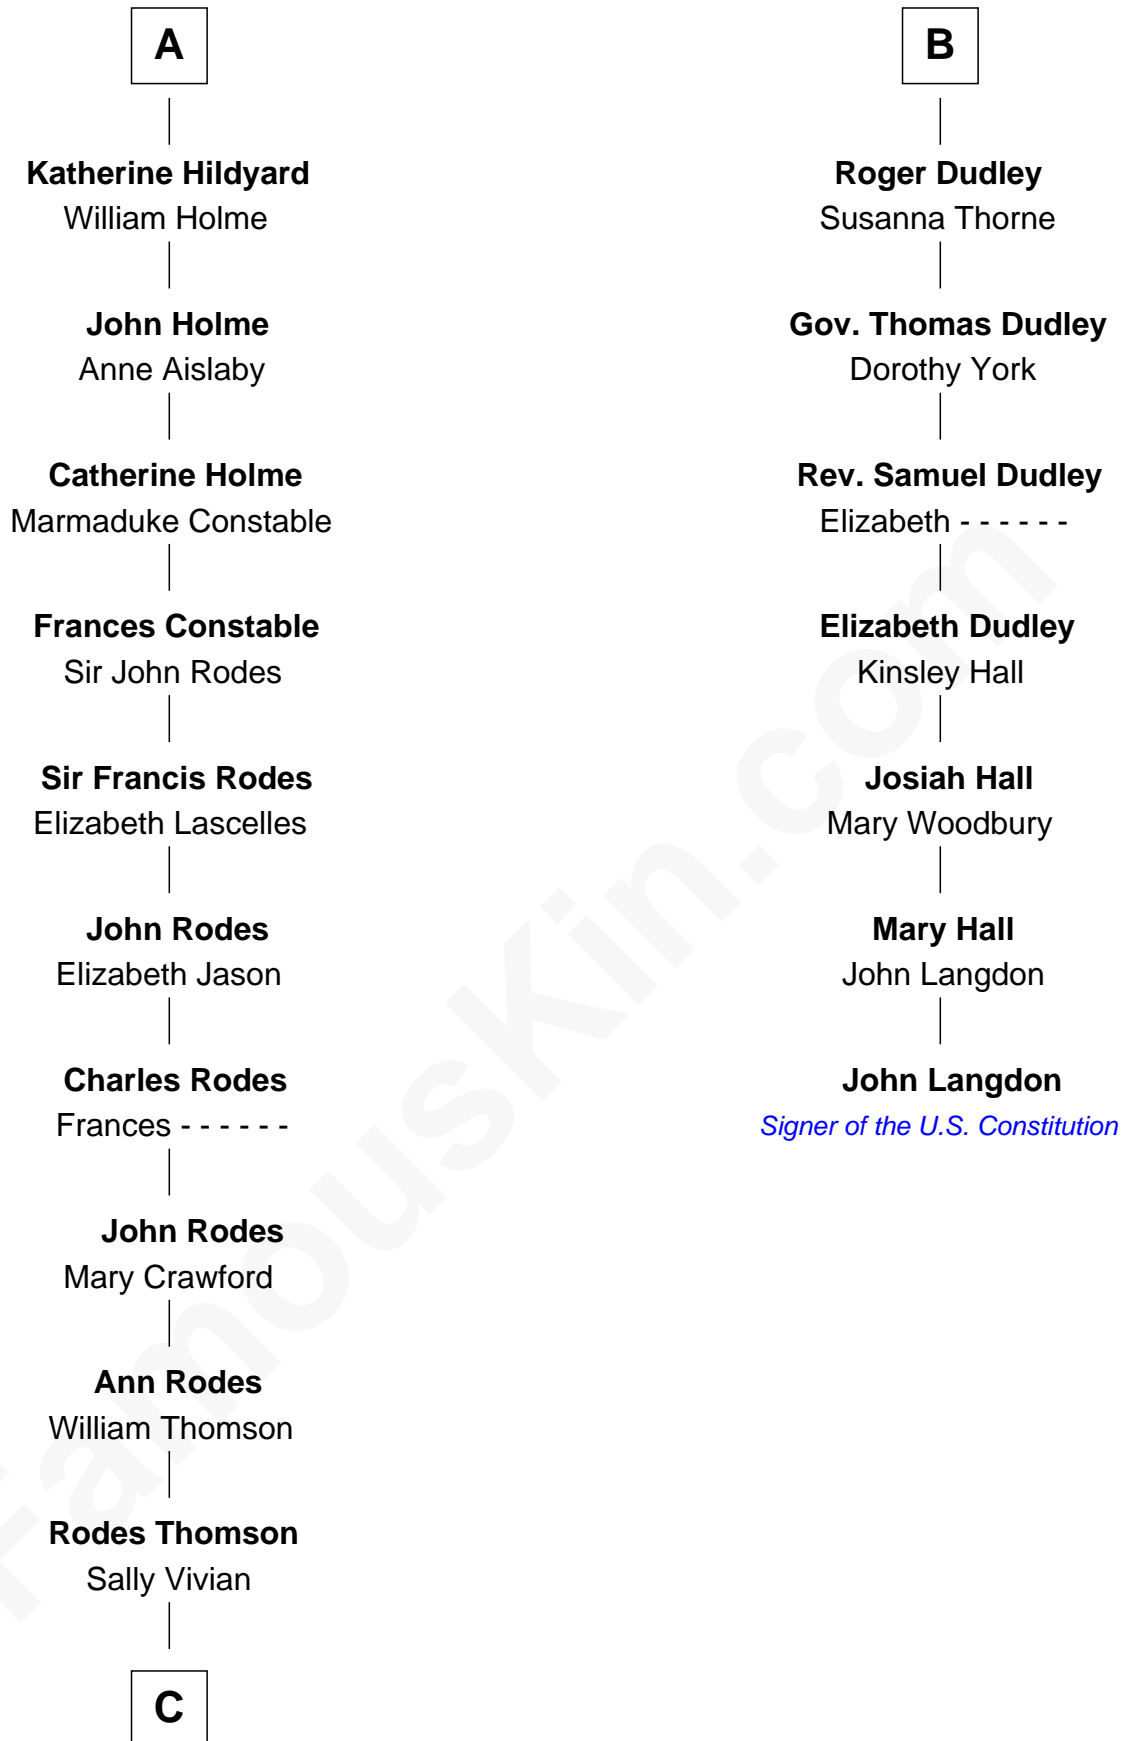 A
Katherine Hildyard
William Holme
John Holme
Anne Aislaby
Catherine Holme
Marmaduke Constable
Frances Constable
Sir John Rodes
Sir Francis Rodes
Elizabeth Lascelles
John Rodes
Elizabeth Jason
Charles Rodes
Frances - - - - - -
John Rodes
Mary Crawford
Ann Rodes
William Thomson
Rodes Thomson
Sally Vivian
C
B
Roger Dudley
Susanna Thorne
Gov. Thomas Dudley
Dorothy York
Rev. Samuel Dudley
Elizabeth - - - - - -
Elizabeth Dudley
Kinsley Hall
Josiah Hall
Mary Woodbury
Mary Hall
John Langdon
John Langdon
Signer of the U.S. Constitution
FamousKin.com